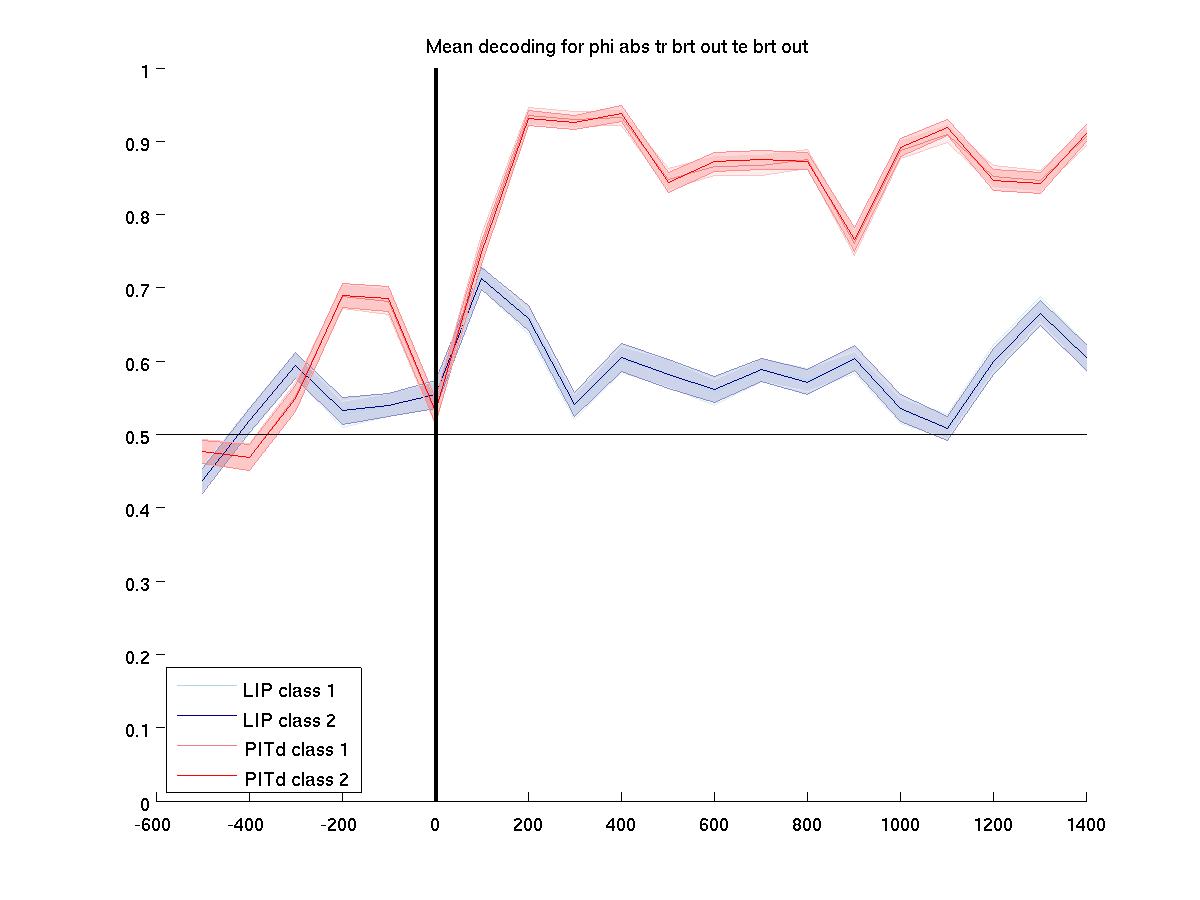 Mean decoding for phi abs tr brt out te brt out
1
0.9
0.8
0.7
0.6
0.5
0.4
0.3
0.2
0.1
0
LIP class 1
LIP class 2
PITd class 1
PITd class 2
-600 -400 -200 0 200 400 600 800 1000 1200 1400